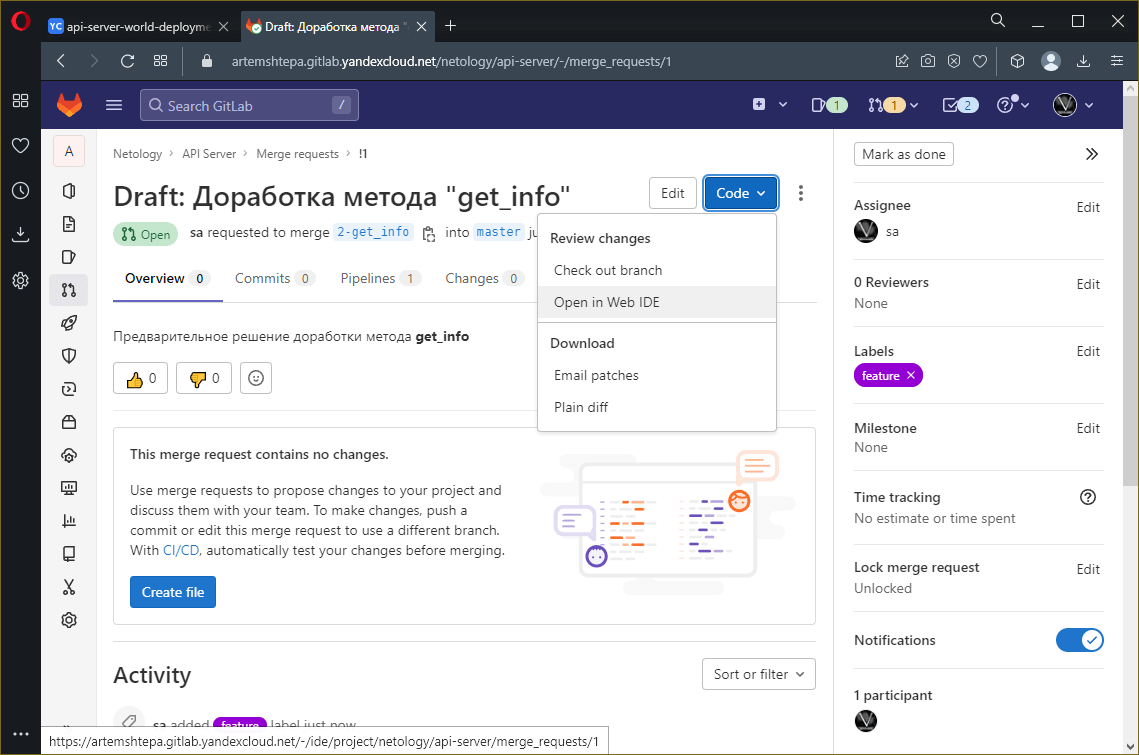 YC api-server-world-deployme
Draft: Доработка метода "
artemshtepa.gitlab.yandexcloud.net/netology/api-server/-/merge_requests/1
Search GitLab /
1
1
2
A
Netology › API Server › Merge requests › !1
Draft: Доработка метода "get_info"
Edit
Code
Open
sa requested to merge 2-get_info into master ju
Overview 0
Commits 0
Pipelines 1
Changes 0
Review changes
Check out branch
Open in Web IDE
Download
Email patches
Plain diff
Предварительное решение доработки метода get_info
0
0
This merge request contains no changes.
Use merge requests to propose changes to your project and
discuss them with your team. To make changes, push a
commit or edit this merge request to use a different branch.
With CI/CD, automatically test your changes before merging.
Create file
Activity
Sort or filter
sa added feature label just now
https://artemshtepa.gitlab.yandexcloud.net/-/ide/project/netology/api-server/merge_requests/1
Mark as done
Assignee
Edit
sa
0 Reviewers
Edit
None
Labels
Edit
feature
Milestone
Edit
None
Time tracking
No estimate or time spent
Lock merge request
Edit
Unlocked
Notifications
1 participant